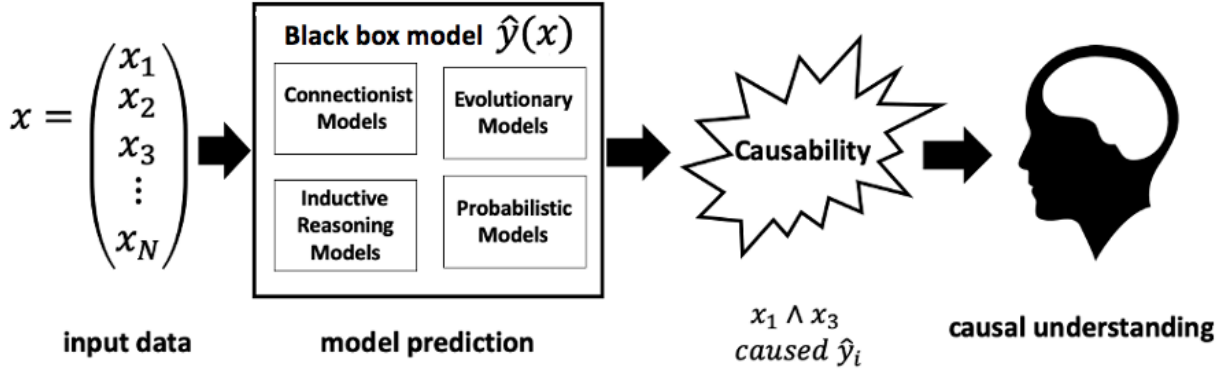 x = (x₁
x₂
x₃
⋮
x_N)
Black box model ŷ(x)
Connectionist
Models
Evolutionary
Models
Inductive
Reasoning
Models
Probabilistic
Models
Causability
input data
model prediction
x₁ ∧ x₃
caused ŷᵢ
causal understanding